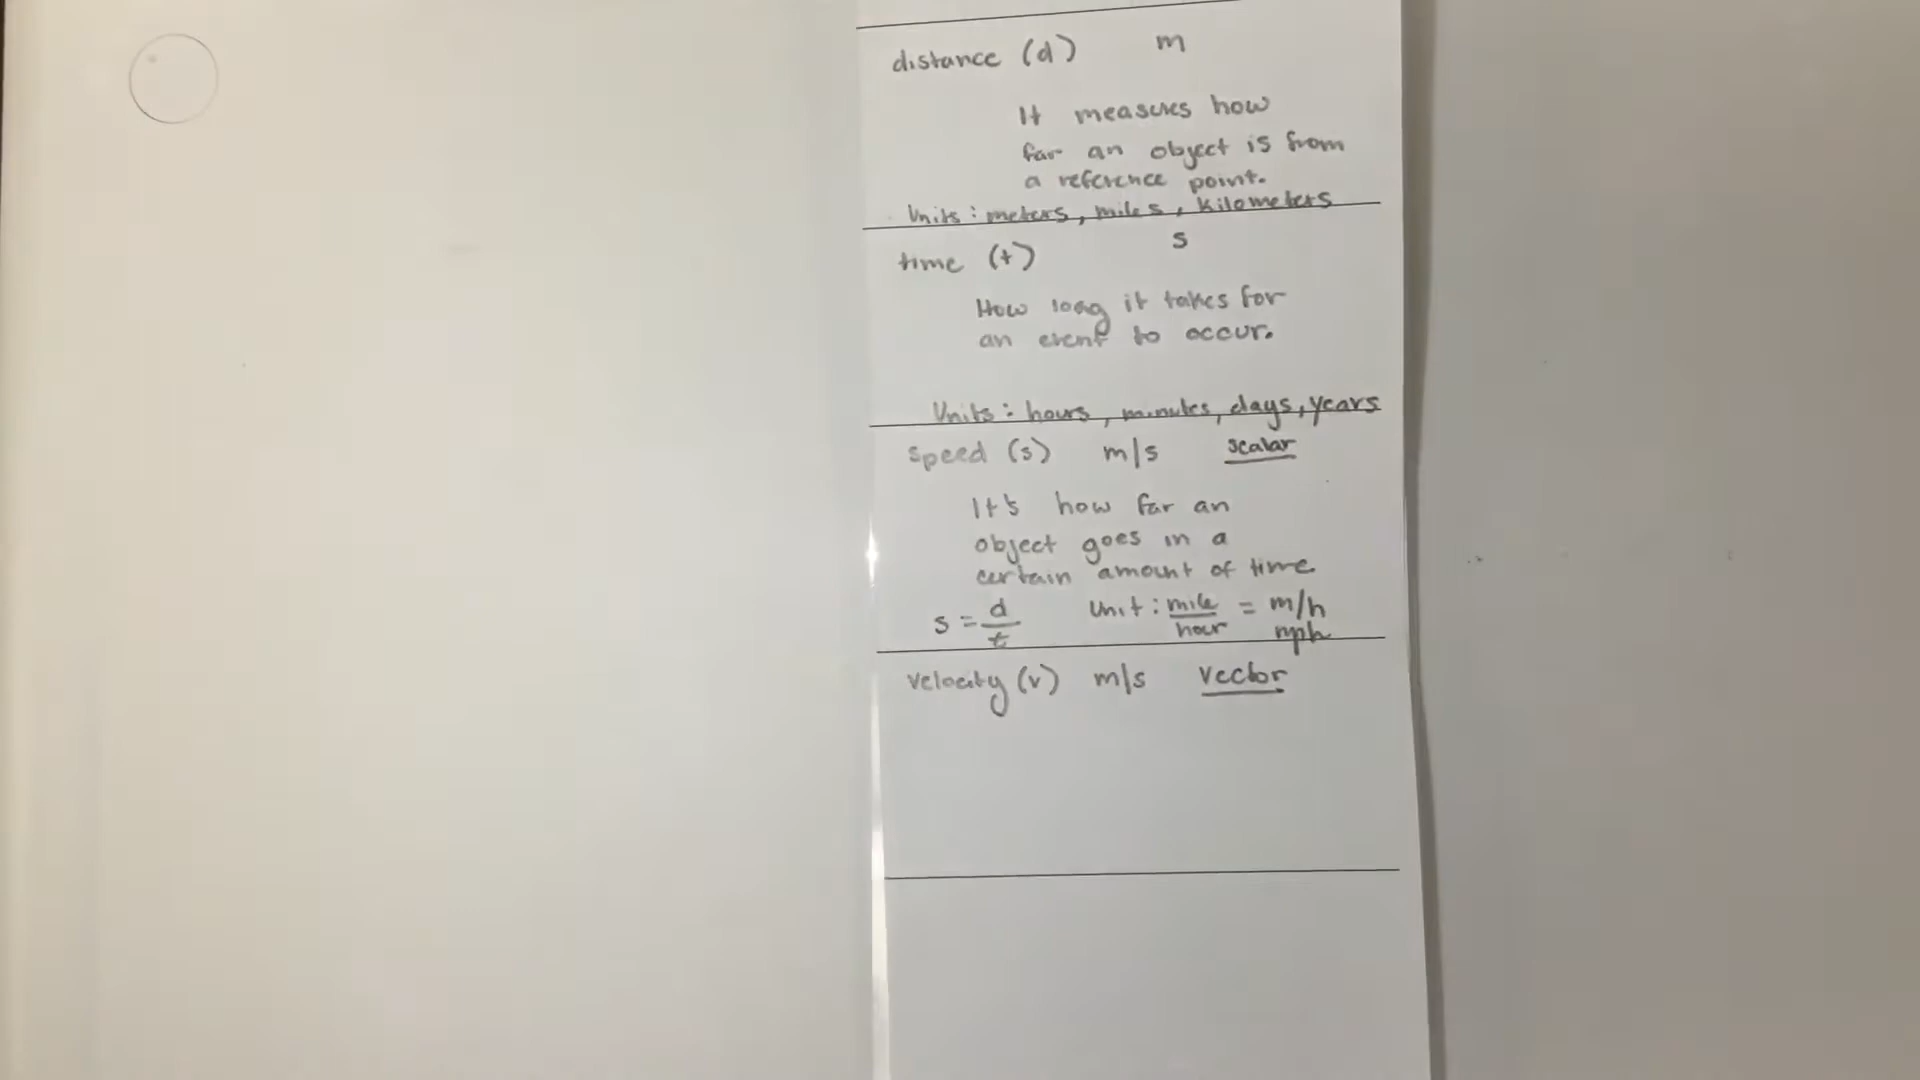 distance (d) m
It measures how
far an object is from
a reference point.
Units: meters, miles, kilometers
time (t) s
How long it takes for
an event to occur.
Units: hours, minutes, days, years
speed (s) m/s scalar
It's how far an
object goes in a
certain amount of time
s = d/t Unit: mile/hour = m/h
mph
velocity (v) m/s vector